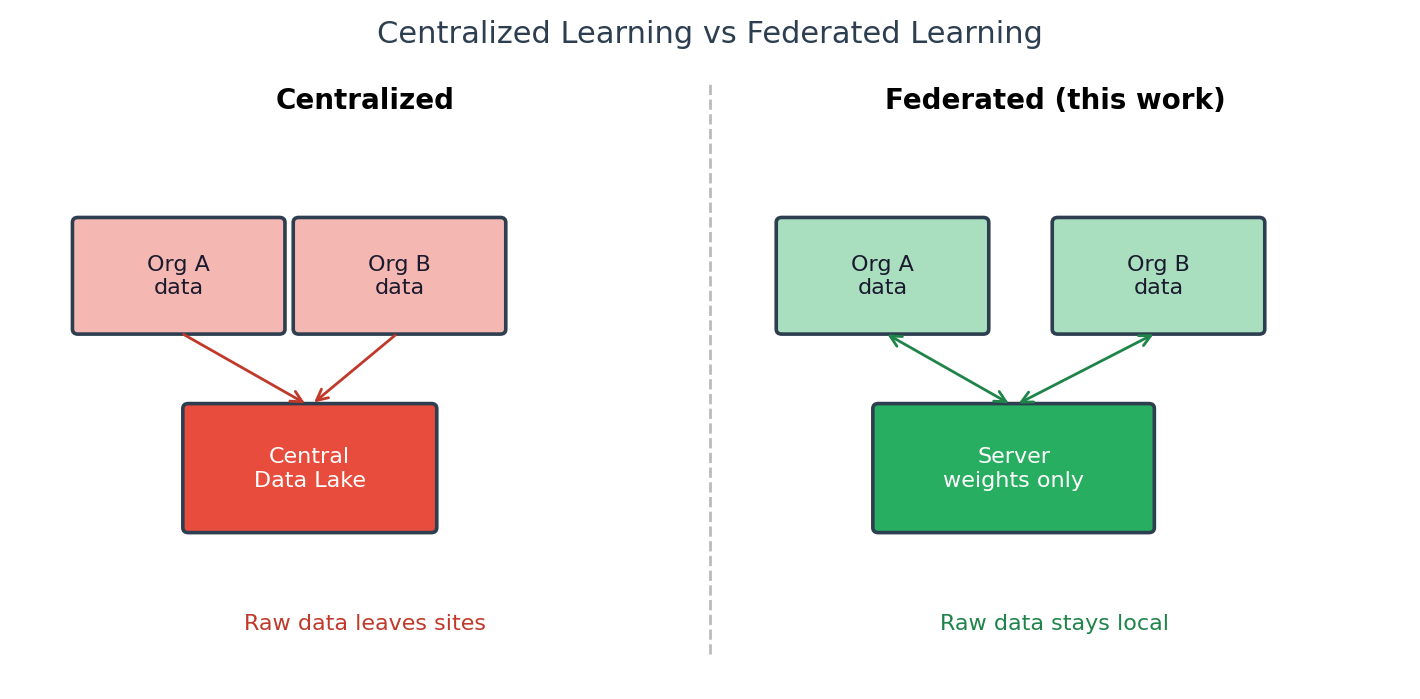 Centralized Learning vs Federated Learning
Centralized
Federated (this work)
Org A
data
Org B
data
Org A
data
Org B
data
Central
Data Lake
Server
weights only
Raw data leaves sites
Raw data stays local